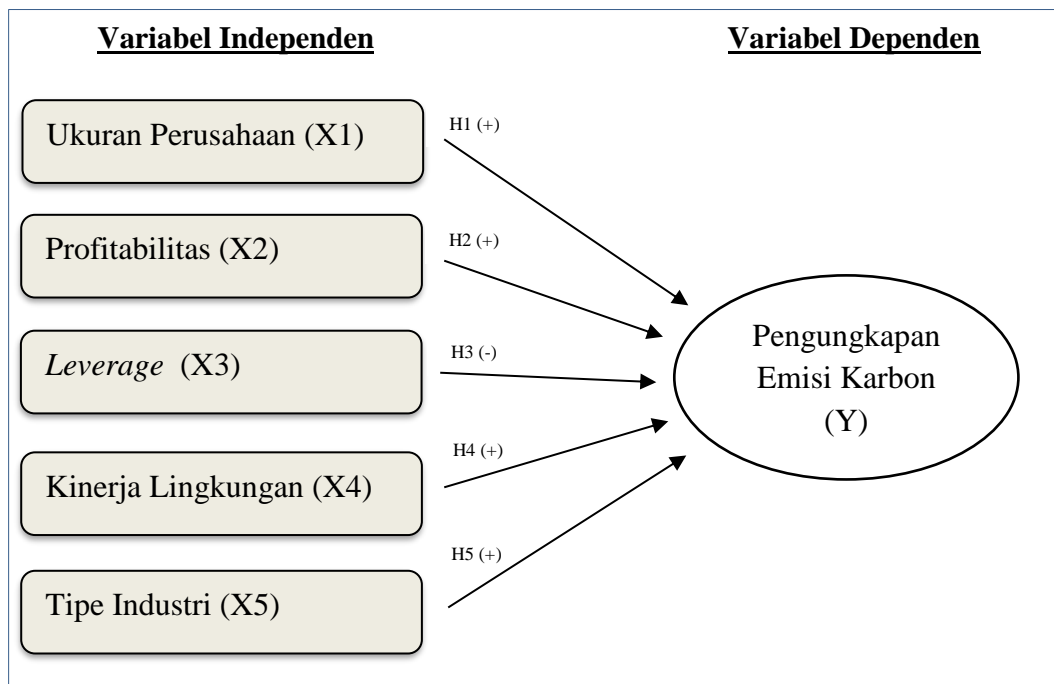 Variabel Independen
Variabel Dependen
Ukuran Perusahaan (X1)
H1 (+)
Profitabilitas (X2)
H2 (+)
Leverage (X3)
H3 (-)
Kinerja Lingkungan (X4)
H4 (+)
Tipe Industri (X5)
H5 (+)
Pengungkapan
Emisi Karbon
(Y)